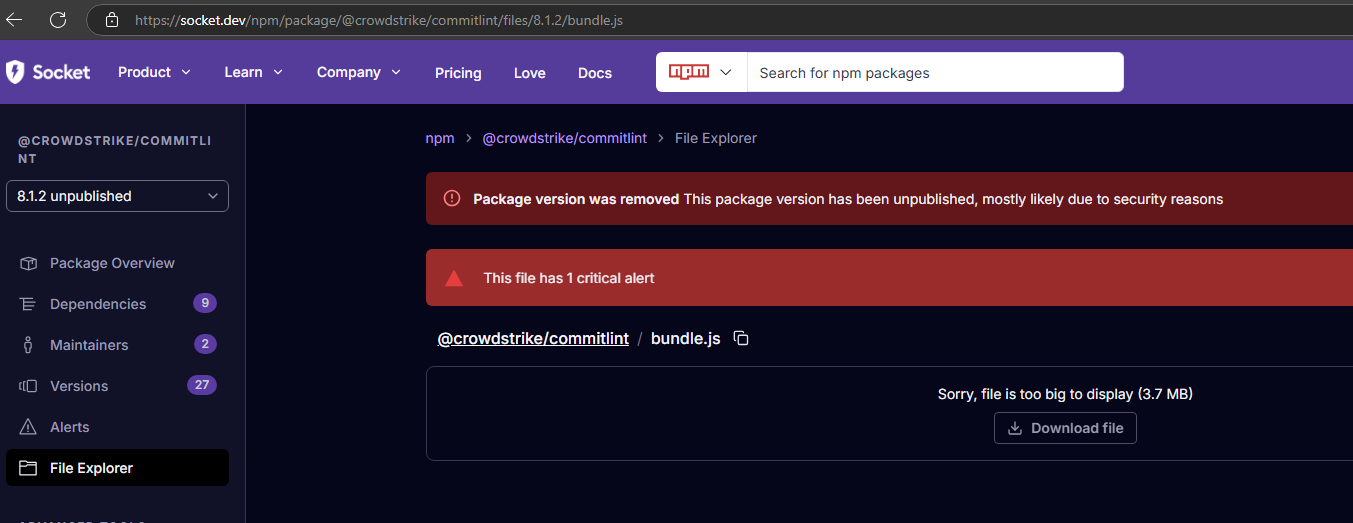 https://socket.dev/npm/package/@crowdstrike/commitlint/files/8.1.2/bundle.js
Socket Product Learn Company Pricing Love Docs npm Search for npm packages
@CROWDSTRIKE/COMMITLI
NT
8.1.2 unpublished
Package Overview
Dependencies 9
Maintainers 2
Versions 27
Alerts
File Explorer
ADVANCED TOOLS
npm > @crowdstrike/commitlint > File Explorer
Package version was removed This package version has been unpublished, mostly likely due to security reasons
This file has 1 critical alert
@crowdstrike/commitlint / bundle.js
Sorry, file is too big to display (3.7 MB)
Download file